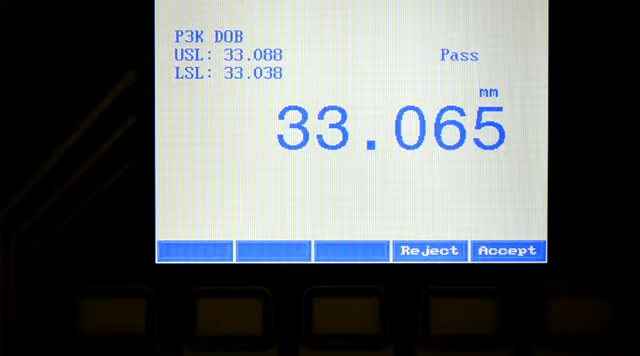 P3K DOB
USL: 33.088
Pass
LSL: 33.038
mm
33.065
Reject Accept